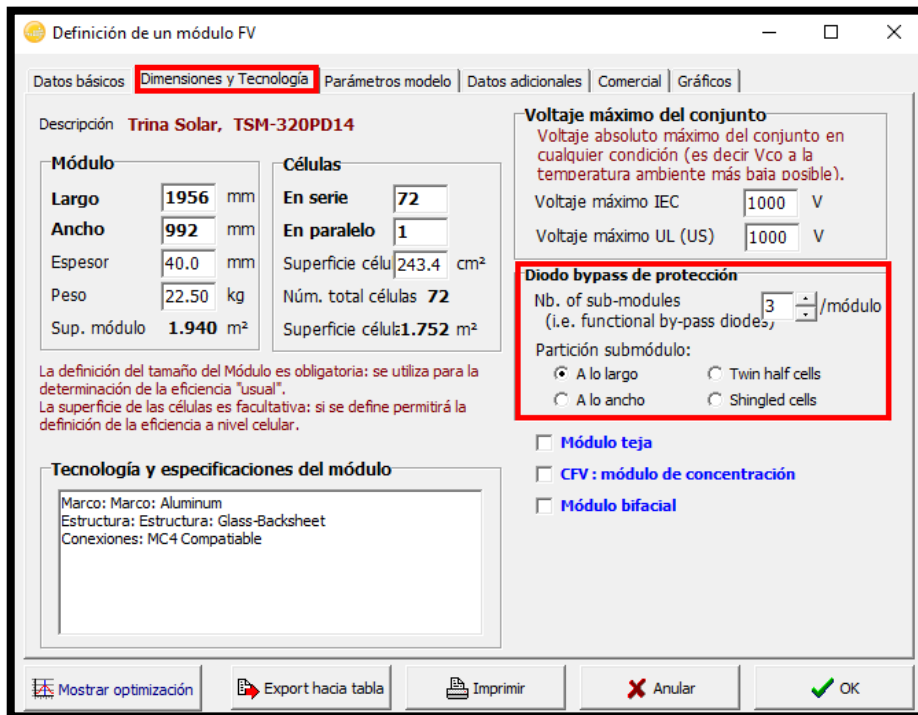 Definición de un módulo FV
Datos básicos
Dimensiones y Tecnología
Parámetros modelo
Datos adicionales
Comercial
Gráficos
Descripción Trina Solar, TSM-320PD14
Módulo
Largo 1956 mm
Ancho 992 mm
Espesor 40.0 mm
Peso 22.50 kg
Sup. módulo 1.940 m²
Células
En serie 72
En paralelo 1
Superficie célu 243.4 cm²
Núm. total células 72
Superficie célula 1.752 m²
La definición del tamaño del Módulo es obligatoria: se utiliza para la
determinación de la eficiencia "usual".
La superficie de las células es facultativa: si se define permitirá la
definición de la eficiencia a nivel celular.
Tecnología y especificaciones del módulo
Marco: Marco: Aluminum
Estructura: Estructura: Glass-Backsheet
Conexiones: MC4 Compatiable
Voltaje máximo del conjunto
Voltaje absoluto máximo del conjunto en
cualquier condición (es decir Vco a la
temperatura ambiente más baja posible).
Voltaje máximo IEC 1000 V
Voltaje máximo UL (US) 1000 V
Diodo bypass de protección
Nb. of sub-modules 3 /módulo
(i.e. functional by-pass diodes)
Partición submódulo:
A lo largo
Twin half cells
A lo ancho
Shingled cells
Módulo teja
CFV : módulo de concentración
Módulo bifacial
Mostrar optimización
Export hacia tabla
Imprimir
Anular
OK